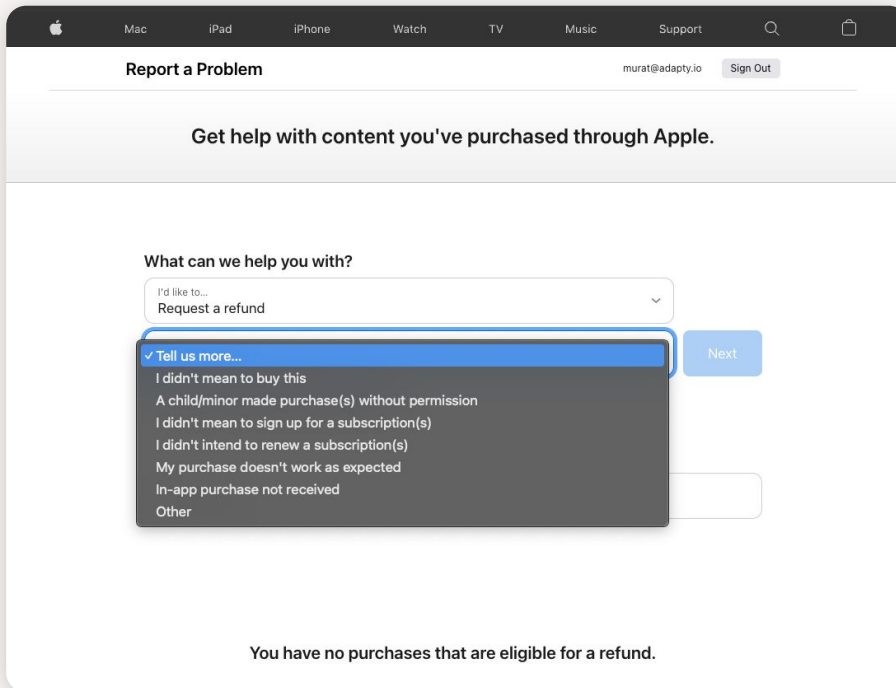 Mac iPad iPhone Watch TV Music Support
Report a Problem murat@adapty.io Sign Out
Get help with content you've purchased through Apple.
What can we help you with?
I'd like to...
Request a refund
✓ Tell us more...
Next
I didn't mean to buy this
A child/minor made purchase(s) without permission
I didn't mean to sign up for a subscription(s)
I didn't intend to renew a subscription(s)
My purchase doesn't work as expected
In-app purchase not received
Other
You have no purchases that are eligible for a refund.